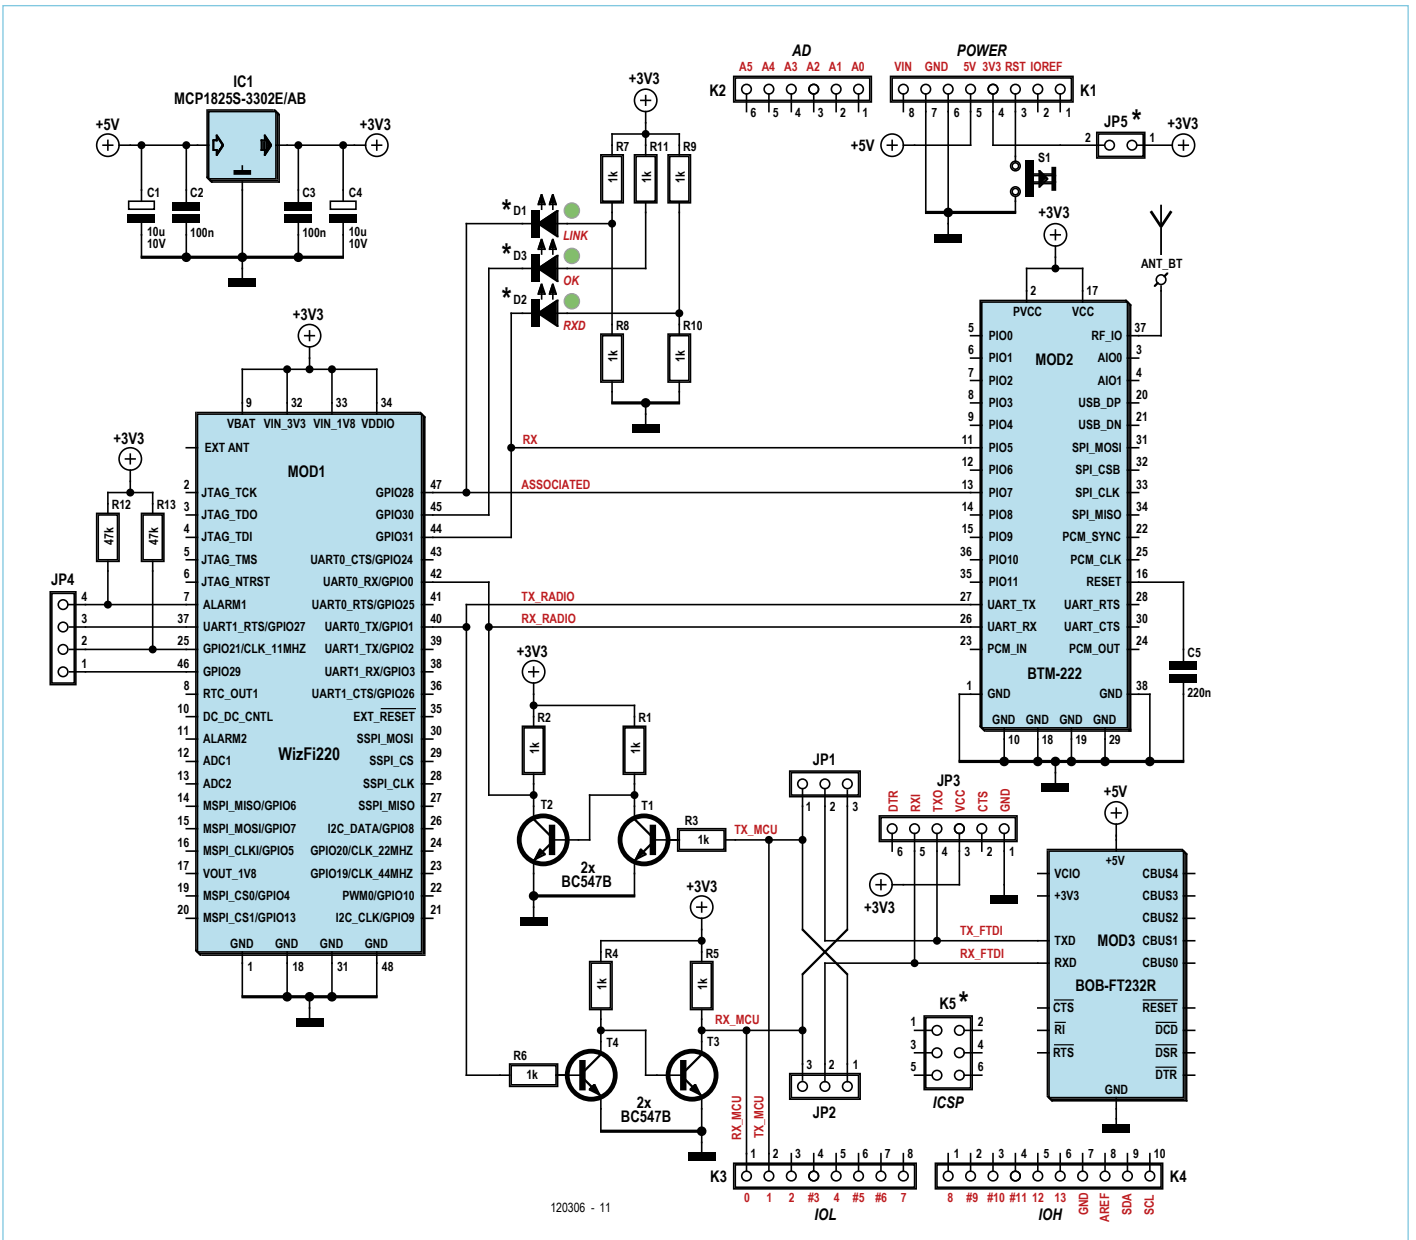 IC1
MCP1825S-3302E/AB
+5V
+3V3
C1
10u
10V
C2
100n
C3
100n
C4
10u
10V
+3V3
R7
1k
R11
1k
R9
1k
* D1
LINK
* D3
OK
* D2
RXD
R8
1k
R10
1k
AD
A5 A4 A3 A2 A1 A0
K2
6 5 4 3 2 1
POWER
VIN GND 5V 3V3 RST IOREF
K1
8 7 6 5 4 3 2 1
+5V
JP5 *
2 1
+3V3
S1
+3V3
ANT_BT
2 17
PVCC VCC
MOD2
5 PIO0
6 PIO1
7 PIO2
8 PIO3
9 PIO4
11 PIO5
12 PIO6
13 PIO7
14 PIO8
15 PIO9
36 PIO10
35 PIO11
27 UART_TX
26 UART_RX
23 PCM_IN
1 GND
RF_IO 37
AIO0 3
AIO1 4
USB_DP 20
USB_DN 21
SPI_MOSI 31
SPI_CSB 32
SPI_CLK 33
SPI_MISO 34
PCM_SYNC 22
PCM_CLK 25
RESET 16
UART_RTS 28
UART_CTS 30
PCM_OUT 24
GND 38
BTM-222
GND GND GND GND
10 18 19 29
C5
220n
+3V3
9 32 33 34
VBAT VIN_3V3 VIN_1V8 VDDIO
EXT ANT
MOD1
2 JTAG_TCK
3 JTAG_TDO
4 JTAG_TDI
5 JTAG_TMS
6 JTAG_NTRST
7 ALARM1
37 UART1_RTS/GPIO27
25 GPIO21/CLK_11MHZ
46 GPIO29
8 RTC_OUT1
10 DC_DC_CNTL
11 ALARM2
12 ADC1
13 ADC2
14 MSPI_MISO/GPIO6
15 MSPI_MOSI/GPIO7
16 MSPI_CLKI/GPIO5
17 VOUT_1V8
19 MSPI_CS0/GPIO4
20 MSPI_CS1/GPIO13
GPIO28 47
GPIO30 45
GPIO31 44
UART0_CTS/GPIO24 43
UART0_RX/GPIO0 42
UART0_RTS/GPIO25 41
UART0_TX/GPIO1 40
UART1_TX/GPIO2 39
UART1_RX/GPIO3 38
UART1_CTS/GPIO26 36
EXT_RESET 35
SSPI_MOSI 30
SSPI_CS 29
SSPI_CLK 28
SSPI_MISO 27
I2C_DATA/GPIO8 26
GPIO20/CLK_22MHZ 24
GPIO19/CLK_44MHZ 23
PWM0/GPIO10 22
I2C_CLK/GPIO9 21
WizFi220
GND GND GND GND
1 18 31 48
+3V3
R12
47k
R13
47k
JP4
4
3
2
1
RX
ASSOCIATED
TX_RADIO
RX_RADIO
+3V3
R2
1k
R1
1k
T2
T1
2x
BC547B
R3
1k
TX_MCU
+3V3
R4
1k
R5
1k
RX_MCU
T4
T3
R6
1k
2x
BC547B
RX_MCU
TX_MCU
JP1
1 2 3
3 2 1
JP2
JP3
DTR RXI TXO VCC CTS GND
6 5 4 3 2 1
+3V3
TX_FTDI
RX_FTDI
K5 *
1 2
3 4
5 6
ICSP
+5V
+5V
VCIO
+3V3
TXD
RXD
CTS
RI
RTS
CBUS4
CBUS3
CBUS2
CBUS1
CBUS0
RESET
DCD
DSR
DTR
MOD3
BOB-FT232R
GND
K3
1 2 3 4 5 6 7 8
0 1 2 #3 4 #5 #6 7
IOL
1 2 3 4 5 6 7 8 9 10
K4
8 #9 #10 #11 12 13 GND AREF SDA SCL
IOH
120306 - 11